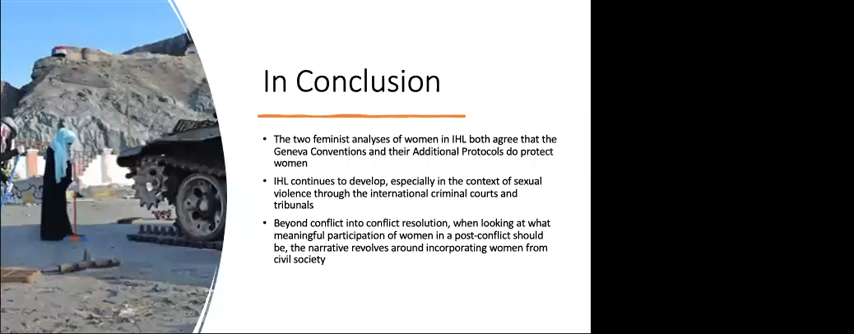 In Conclusion
• The two feminist analyses of women in IHL both agree that the
Geneva Conventions and their Additional Protocols do protect
women
• IHL continues to develop, especially in the context of sexual
violence through the international criminal courts and
tribunals
• Beyond conflict into conflict resolution, when looking at what
meaningful participation of women in a post-conflict should
be, the narrative revolves around incorporating women from
civil society